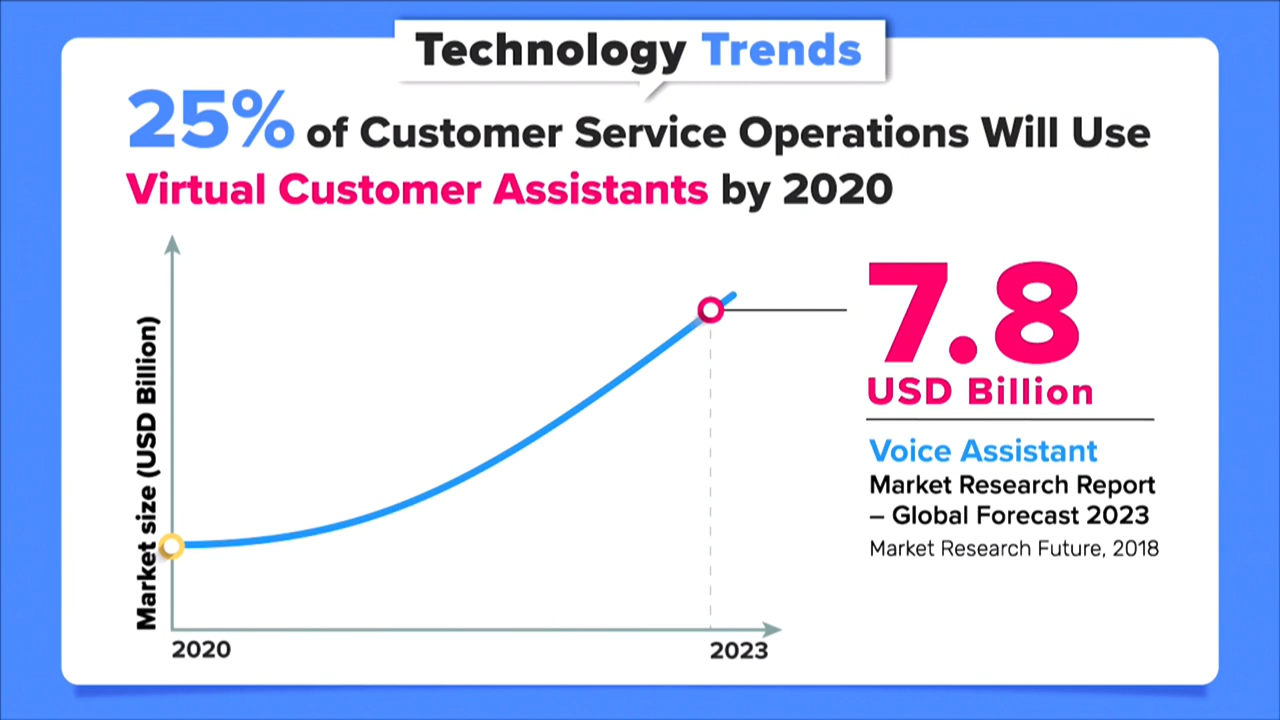 Technology Trends
25% of Customer Service Operations Will Use
Virtual Customer Assistants by 2020
Market size (USD Billion)
7.8
USD Billion
Voice Assistant
Market Research Report
– Global Forecast 2023
Market Research Future, 2018
2020
2023